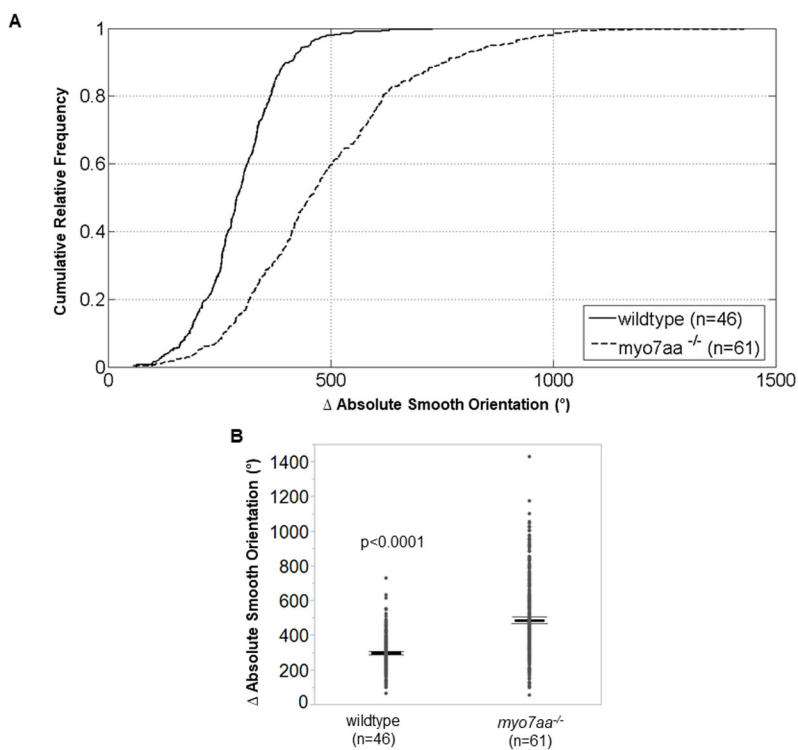 A
Cumulative Relative Frequency
1
0.8
0.6
0.4
0.2
0
0 500 1000 1500
Δ Absolute Smooth Orientation (°)
wildtype (n=46)
myo7aa -/- (n=61)
B
Δ Absolute Smooth Orientation (°)
1400
1200
1000
800
600
400
200
0
p<0.0001
wildtype myo7aa-/-
(n=46) (n=61)